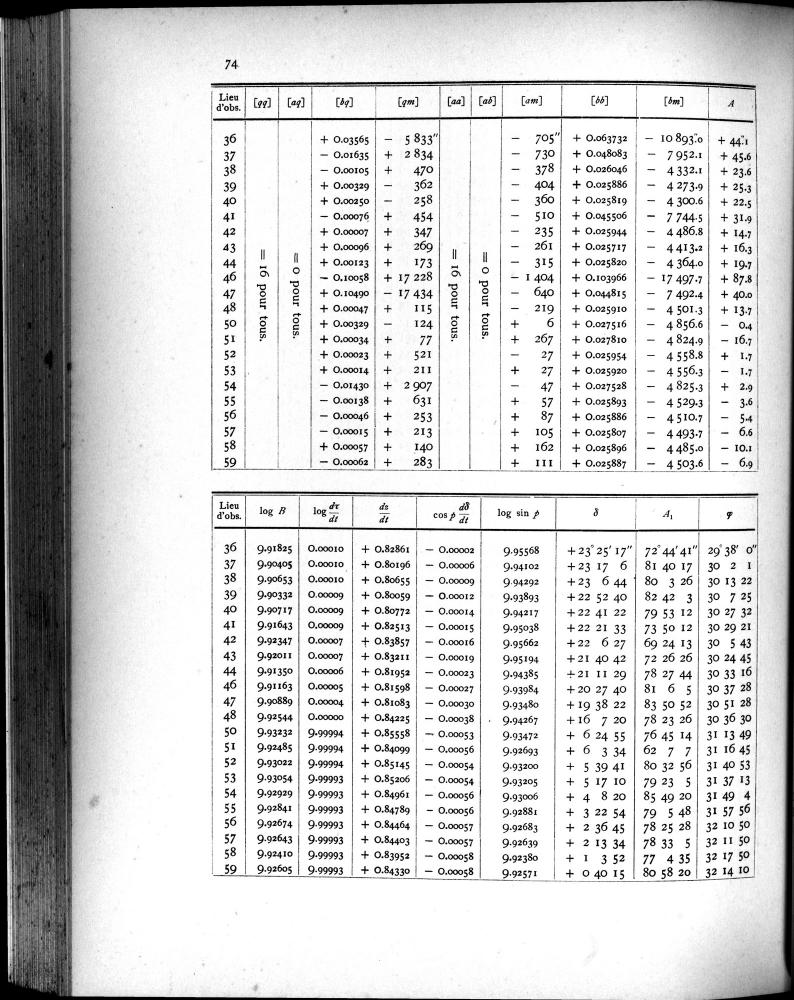 74
Lieu d'obs. [qq] [aq] [bq] [qm] [aa] [ab] [am] [bb] [bm] A
= 16 pour tous. = 0 pour tous. = 16 pour tous. = 0 pour tous.
36 + 0.03565 − 5 833″ − 705″ + 0.063732 − 10 893″.0 + 44″.1
37 − 0.01635 + 2 834 − 730 + 0.048083 − 7 952.1 + 45.6
38 − 0.00105 + 470 − 378 + 0.026046 − 4 332.1 + 23.6
39 + 0.00329 − 362 − 404 + 0.025886 − 4 273.9 + 25.3
40 + 0.00250 − 258 − 360 + 0.025819 − 4 300.6 + 22.5
41 − 0.00076 + 454 − 510 + 0.045506 − 7 744.5 + 31.9
42 + 0.00007 + 347 − 235 + 0.025944 − 4 486.8 + 14.7
43 + 0.00096 + 269 − 261 + 0.025717 − 4 413.2 + 16.3
44 + 0.00123 + 173 − 315 + 0.025820 − 4 364.0 + 19.7
46 − 0.10058 + 17 228 − 1 404 + 0.103966 − 17 497.7 + 87.8
47 + 0.10490 − 17 434 − 640 + 0.044815 − 7 492.4 + 40.0
48 + 0.00047 + 115 − 219 + 0.025910 − 4 501.3 + 13.7
50 + 0.00329 − 124 + 6 + 0.027516 − 4 856.6 − 0.4
51 + 0.00034 + 77 + 267 + 0.027810 − 4 824.9 − 16.7
52 + 0.00023 + 521 − 27 + 0.025954 − 4 558.8 + 1.7
53 + 0.00014 + 211 + 27 + 0.025920 − 4 556.3 − 1.7
54 − 0.01430 + 2 907 − 47 + 0.027528 − 4 825.3 + 2.9
55 − 0.00138 + 631 + 57 + 0.025893 − 4 529.3 − 3.6
56 − 0.00046 + 253 + 87 + 0.025886 − 4 510.7 − 5.4
57 − 0.00015 + 213 + 105 + 0.025807 − 4 493.7 − 6.6
58 + 0.00057 + 140 + 162 + 0.025896 − 4 485.0 − 10.1
59 − 0.00062 + 283 + 111 + 0.025887 − 4 503.6 − 6.9
Lieu d'obs. log B log dτ/dt dz/dt cos p dδ/dt log sin p δ A₁ φ
36 9.91825 0.00010 + 0.82861 − 0.00002 9.95568 +23° 25′ 17″ 72° 44′ 41″ 29° 38′ 0″
37 9.90405 0.00010 + 0.80196 − 0.00006 9.94102 +23 17 6 81 40 17 30 2 1
38 9.90653 0.00010 + 0.80655 − 0.00009 9.94292 +23 6 44 80 3 26 30 13 22
39 9.90332 0.00009 + 0.80059 − 0.00012 9.93893 +22 52 40 82 42 3 30 7 25
40 9.90717 0.00009 + 0.80772 − 0.00014 9.94217 +22 41 22 79 53 12 30 27 32
41 9.91643 0.00009 + 0.82513 − 0.00015 9.95038 +22 21 33 73 50 12 30 29 21
42 9.92347 0.00007 + 0.83857 − 0.00016 9.95662 +22 6 27 69 24 13 30 5 43
43 9.92011 0.00007 + 0.83211 − 0.00019 9.95194 +21 40 42 72 26 26 30 24 45
44 9.91350 0.00006 + 0.81952 − 0.00023 9.94385 +21 11 29 78 27 44 30 33 16
46 9.91163 0.00005 + 0.81598 − 0.00027 9.93984 +20 27 40 81 6 5 30 37 28
47 9.90889 0.00004 + 0.81083 − 0.00030 9.93480 +19 38 22 83 50 52 30 51 28
48 9.92544 0.00000 + 0.84225 − 0.00038 9.94267 +16 7 20 78 23 26 30 36 30
50 9.93232 9.99994 + 0.85558 − 0.00053 9.93472 + 6 24 55 76 45 14 31 13 49
51 9.92485 9.99994 + 0.84099 − 0.00056 9.92693 + 6 3 34 62 7 7 31 16 45
52 9.93022 9.99994 + 0.85145 − 0.00054 9.93200 + 5 39 41 80 32 56 31 40 53
53 9.93054 9.99993 + 0.85206 − 0.00054 9.93205 + 5 17 10 79 23 5 31 37 13
54 9.92929 9.99993 + 0.84961 − 0.00056 9.93006 + 4 8 20 85 49 20 31 49 4
55 9.92841 9.99993 + 0.84789 − 0.00056 9.92881 + 3 22 54 79 5 48 31 57 56
56 9.92674 9.99993 + 0.84464 − 0.00057 9.92683 + 2 36 45 78 25 28 32 10 50
57 9.92643 9.99993 + 0.84403 − 0.00057 9.92639 + 2 13 34 78 33 5 32 11 50
58 9.92410 9.99993 + 0.83952 − 0.00058 9.92380 + 1 3 52 77 4 35 32 17 50
59 9.92605 9.99993 + 0.84330 − 0.00058 9.92571 + 0 40 15 80 58 20 32 14 10